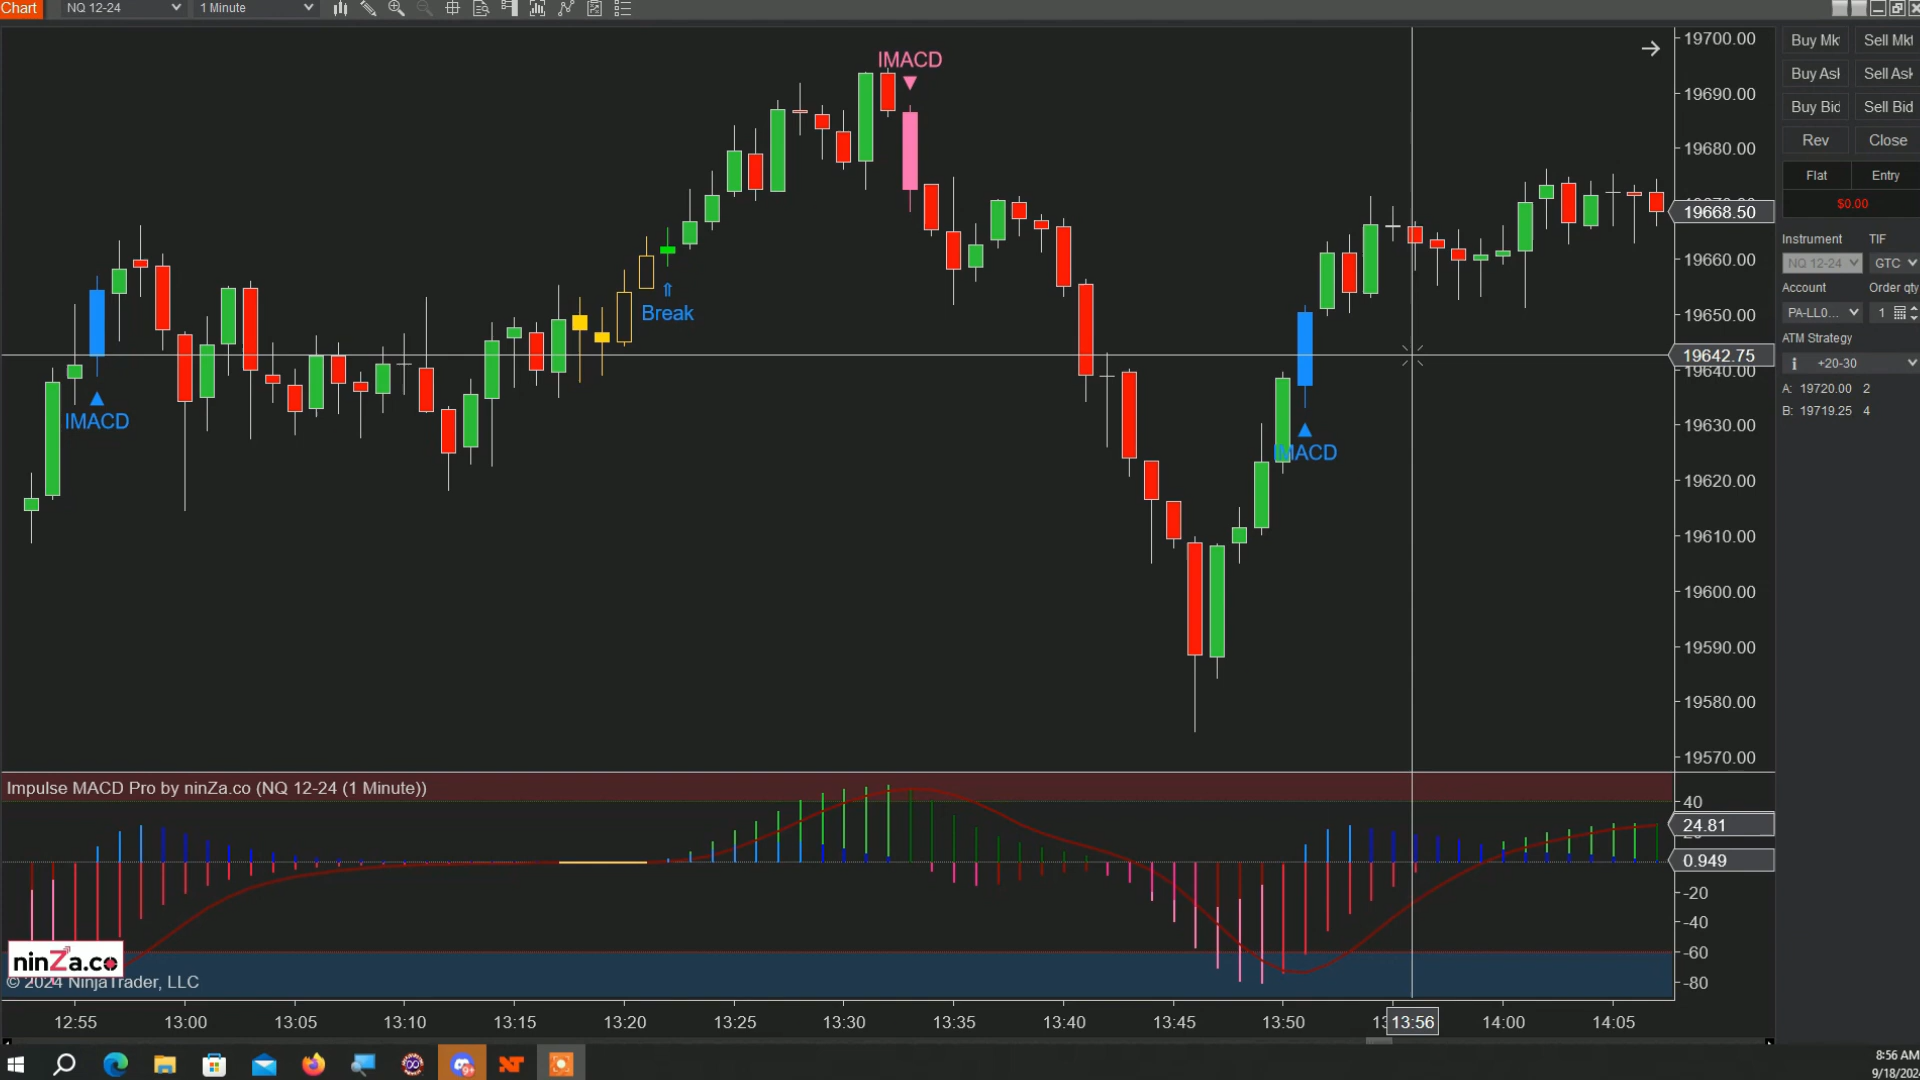 Chart NQ 12-24 1 Minute
Buy Mkt Sell Mkt
Buy Ask Sell Ask
Buy Bid Sell Bid
Rev Close
Flat Entry
$0.00
Instrument TIF
NQ 12-24 GTC
Account Order qty
PA-LL0... 1
ATM Strategy
+20-30
A: 19720.00 2
B: 19719.25 4
19700.00
19690.00
19680.00
19668.50
19660.00
19650.00
19642.75
19640.00
19630.00
19620.00
19610.00
19600.00
19590.00
19580.00
19570.00
IMACD
Break
IMACD
IMACD
Impulse MACD Pro by ninZa.co (NQ 12-24 (1 Minute))
40
24.81
0.949
-20
-40
-60
-80
ninZa.co
© 2024 NinjaTrader, LLC
12:55 13:00 13:05 13:10 13:15 13:20 13:25 13:30 13:35 13:40 13:45 13:50 13:56 14:00 14:05
9+
8:56 AM
9/18/202